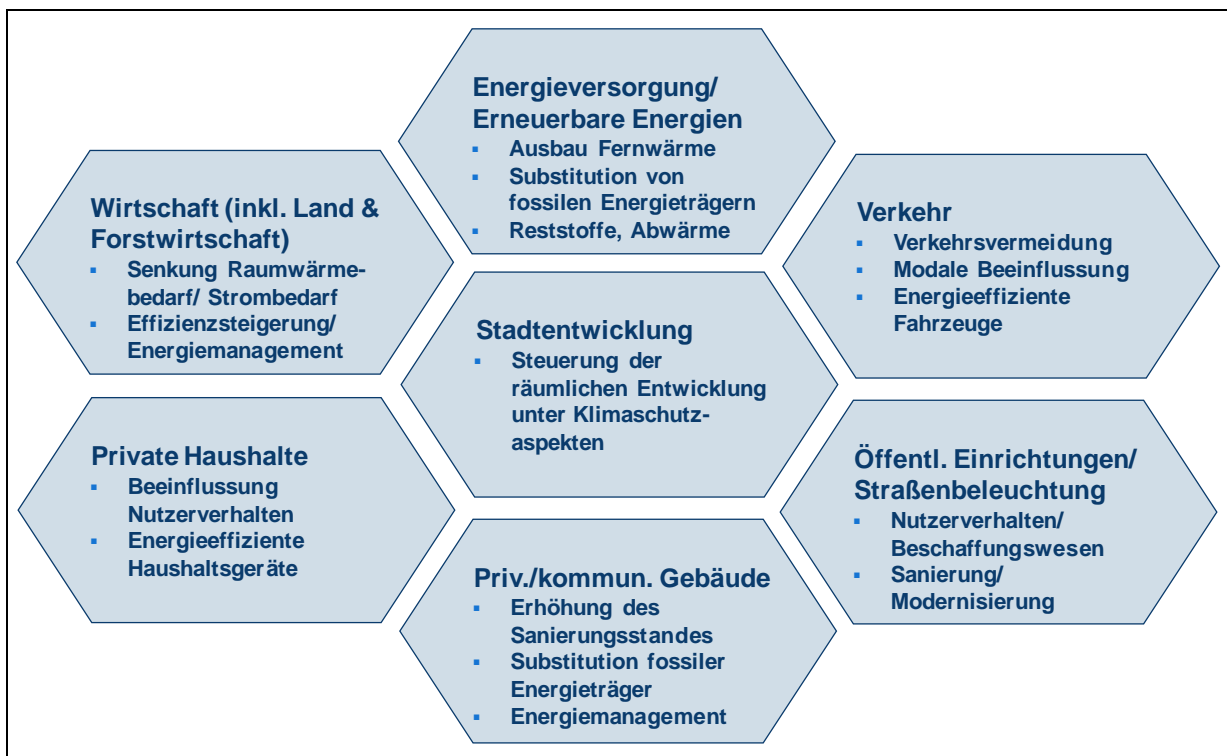 Energieversorgung/
Erneuerbare Energien
▪ Ausbau Fernwärme
▪ Substitution von
fossilen Energieträgern
▪ Reststoffe, Abwärme
Wirtschaft (inkl. Land &
Forstwirtschaft)
▪ Senkung Raumwärme-
bedarf/ Strombedarf
▪ Effizienzsteigerung/
Energiemanagement
Verkehr
▪ Verkehrsvermeidung
▪ Modale Beeinflussung
▪ Energieeffiziente
Fahrzeuge
Stadtentwicklung
▪ Steuerung der
räumlichen Entwicklung
unter Klimaschutz-
aspekten
Private Haushalte
▪ Beeinflussung
Nutzerverhalten
▪ Energieeffiziente
Haushaltsgeräte
Öffentl. Einrichtungen/
Straßenbeleuchtung
▪ Nutzerverhalten/
Beschaffungswesen
▪ Sanierung/
Modernisierung
Priv./kommun. Gebäude
▪ Erhöhung des
Sanierungsstandes
▪ Substitution fossiler
Energieträger
▪ Energiemanagement